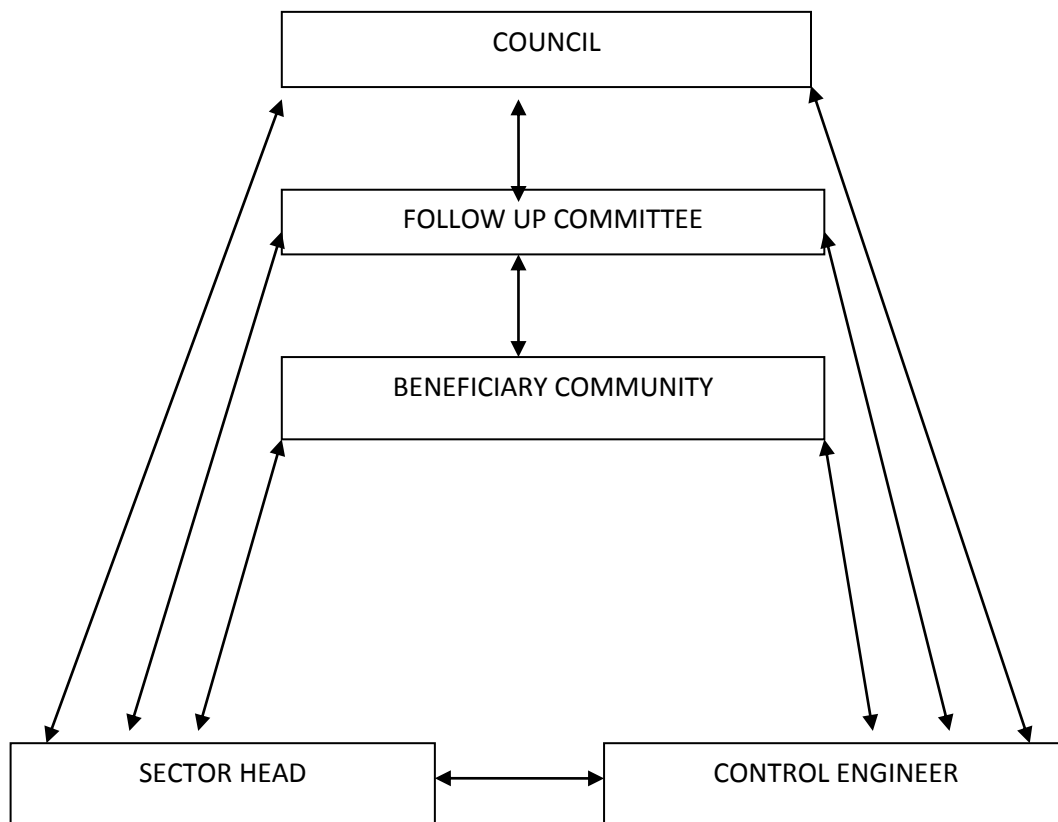 COUNCIL
FOLLOW UP COMMITTEE
BENEFICIARY COMMUNITY
SECTOR HEAD
CONTROL ENGINEER